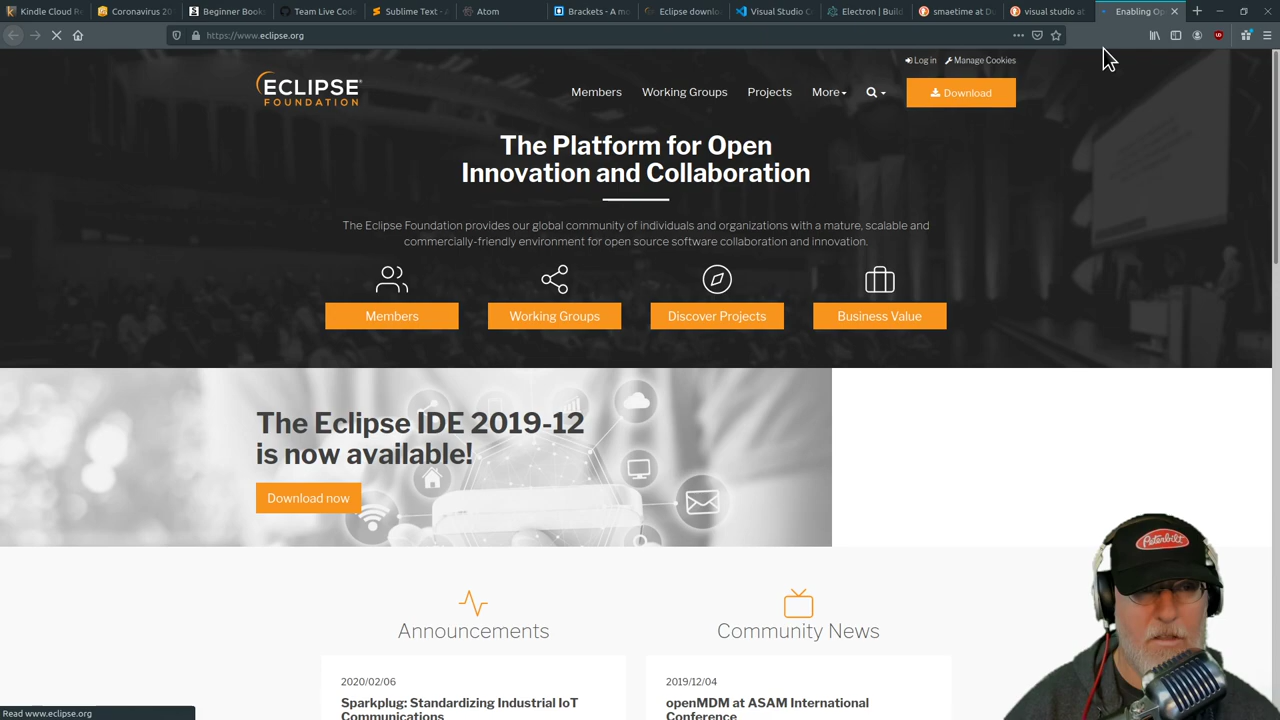 Kindle Cloud R
Coronavirus 20
Beginner Book
Team Live Cod
Sublime Text - A
Atom
Brackets - A mo
Eclipse downlo
Visual Studio C
Electron | Build
smaetime at Du
visual studio at
Enabling Op
https://www.eclipse.org
Log in
Manage Cookies
ECLIPSE
FOUNDATION
Members
Working Groups
Projects
More
Download
The Platform for Open
Innovation and Collaboration
The Eclipse Foundation provides our global community of individuals and organizations with a mature, scalable and
commercially-friendly environment for open source software collaboration and innovation.
Members
Working Groups
Discover Projects
Business Value
The Eclipse IDE 2019-12
is now available!
Download now
Announcements
Community News
2020/02/06
Sparkplug: Standardizing Industrial IoT
Communications
2019/12/04
openMDM at ASAM International
Conference
Peterbilt
Read www.eclipse.org